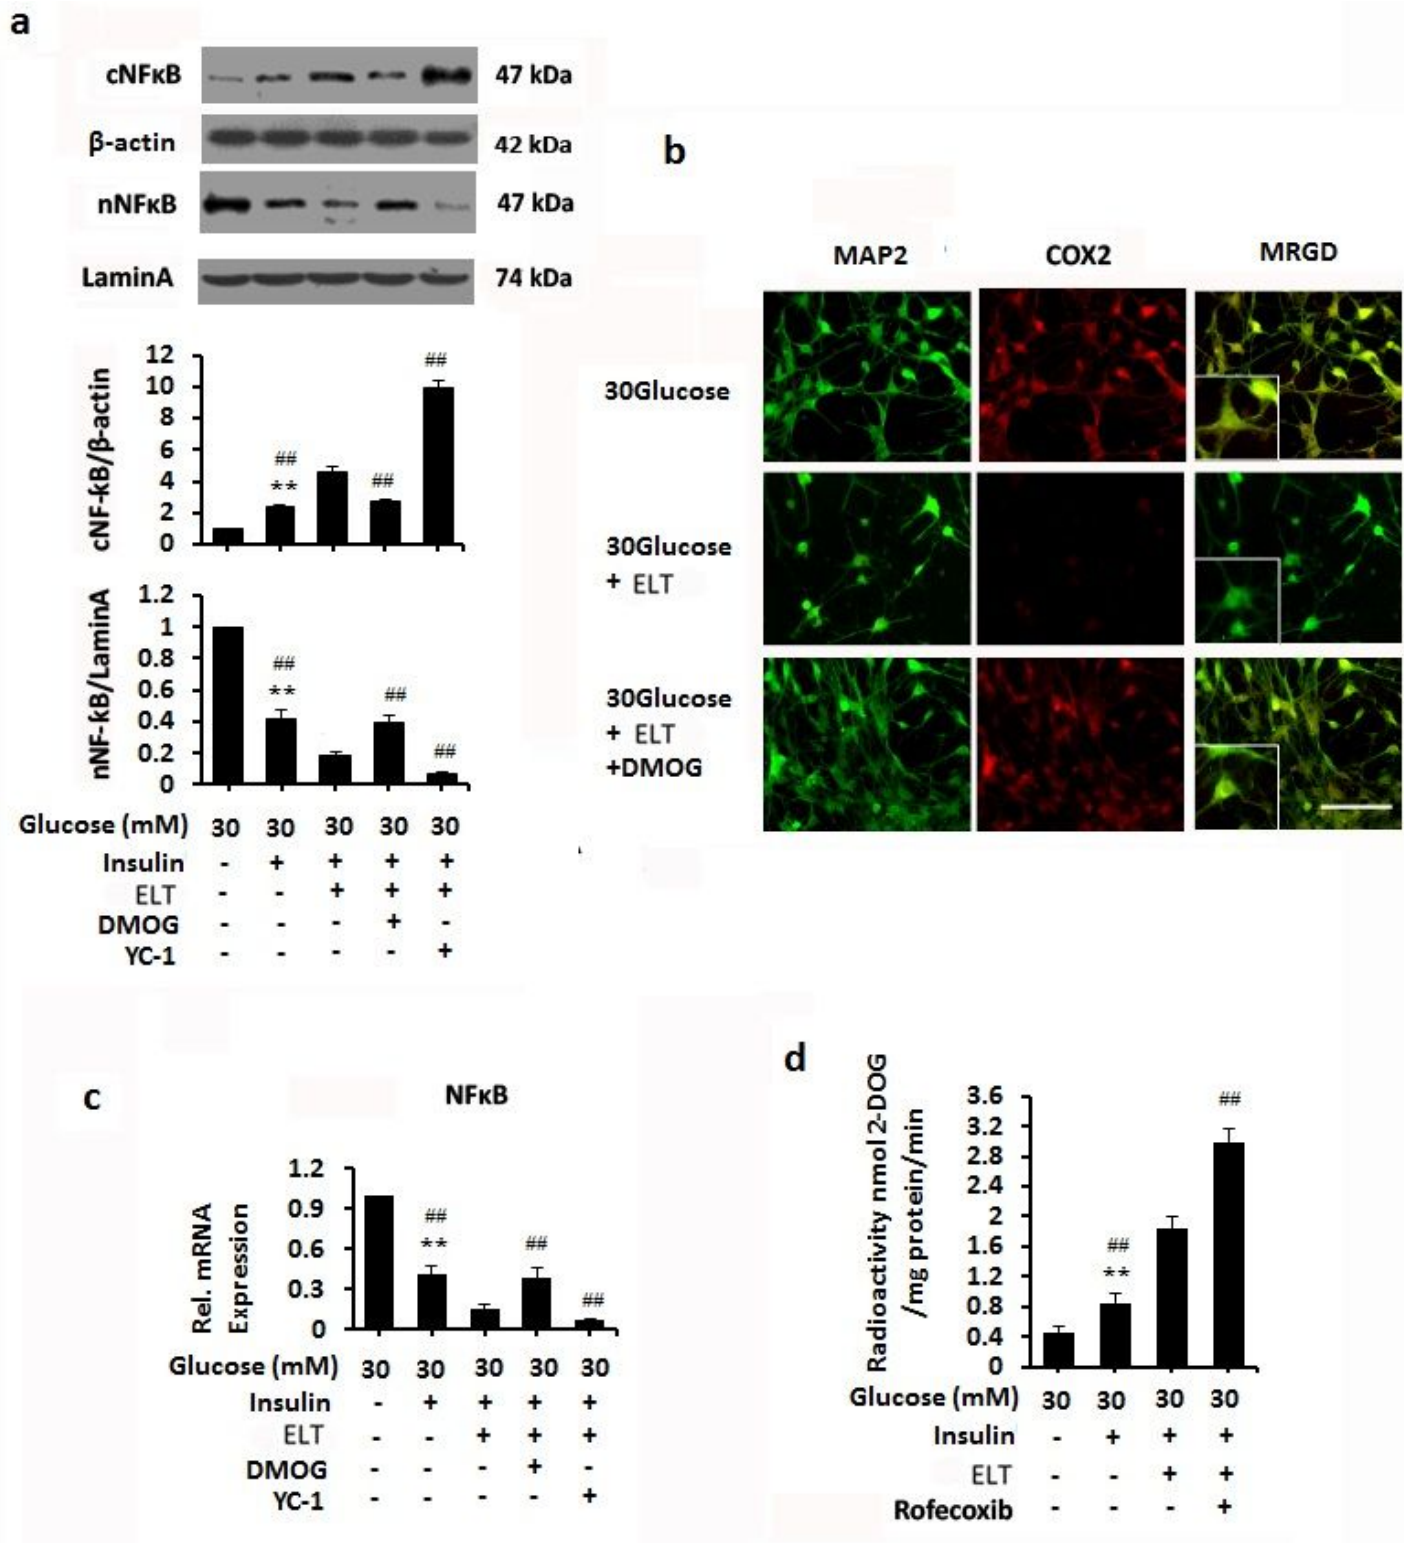 a
cNFκB 47 kDa
β-actin 42 kDa
nNFκB 47 kDa
LaminA 74 kDa
cNF-kB/β-actin
12
10
8
6
4
2
0
##
**
##
##
nNF-kB/LaminA
1.2
1
0.8
0.6
0.4
0.2
0
##
**
##
##
Glucose (mM) 30 30 30 30 30
Insulin - + + + +
ELT - - + + +
DMOG - - - + -
YC-1 - - - - +
b
MAP2 COX2 MRGD
30Glucose
30Glucose
+ ELT
30Glucose
+ ELT
+DMOG
c
NFκB
Rel. mRNA
Expression
1.2
0.9
0.6
0.3
0
##
**
##
##
Glucose (mM) 30 30 30 30 30
Insulin - + + + +
ELT - - + + +
DMOG - - - + -
YC-1 - - - - +
d
Radioactivity nmol 2-DOG
/mg protein/min
3.6
3.2
2.8
2.4
2
1.6
1.2
0.8
0.4
0
##
**
##
Glucose (mM) 30 30 30 30
Insulin - + + +
ELT - - + +
Rofecoxib - - - +